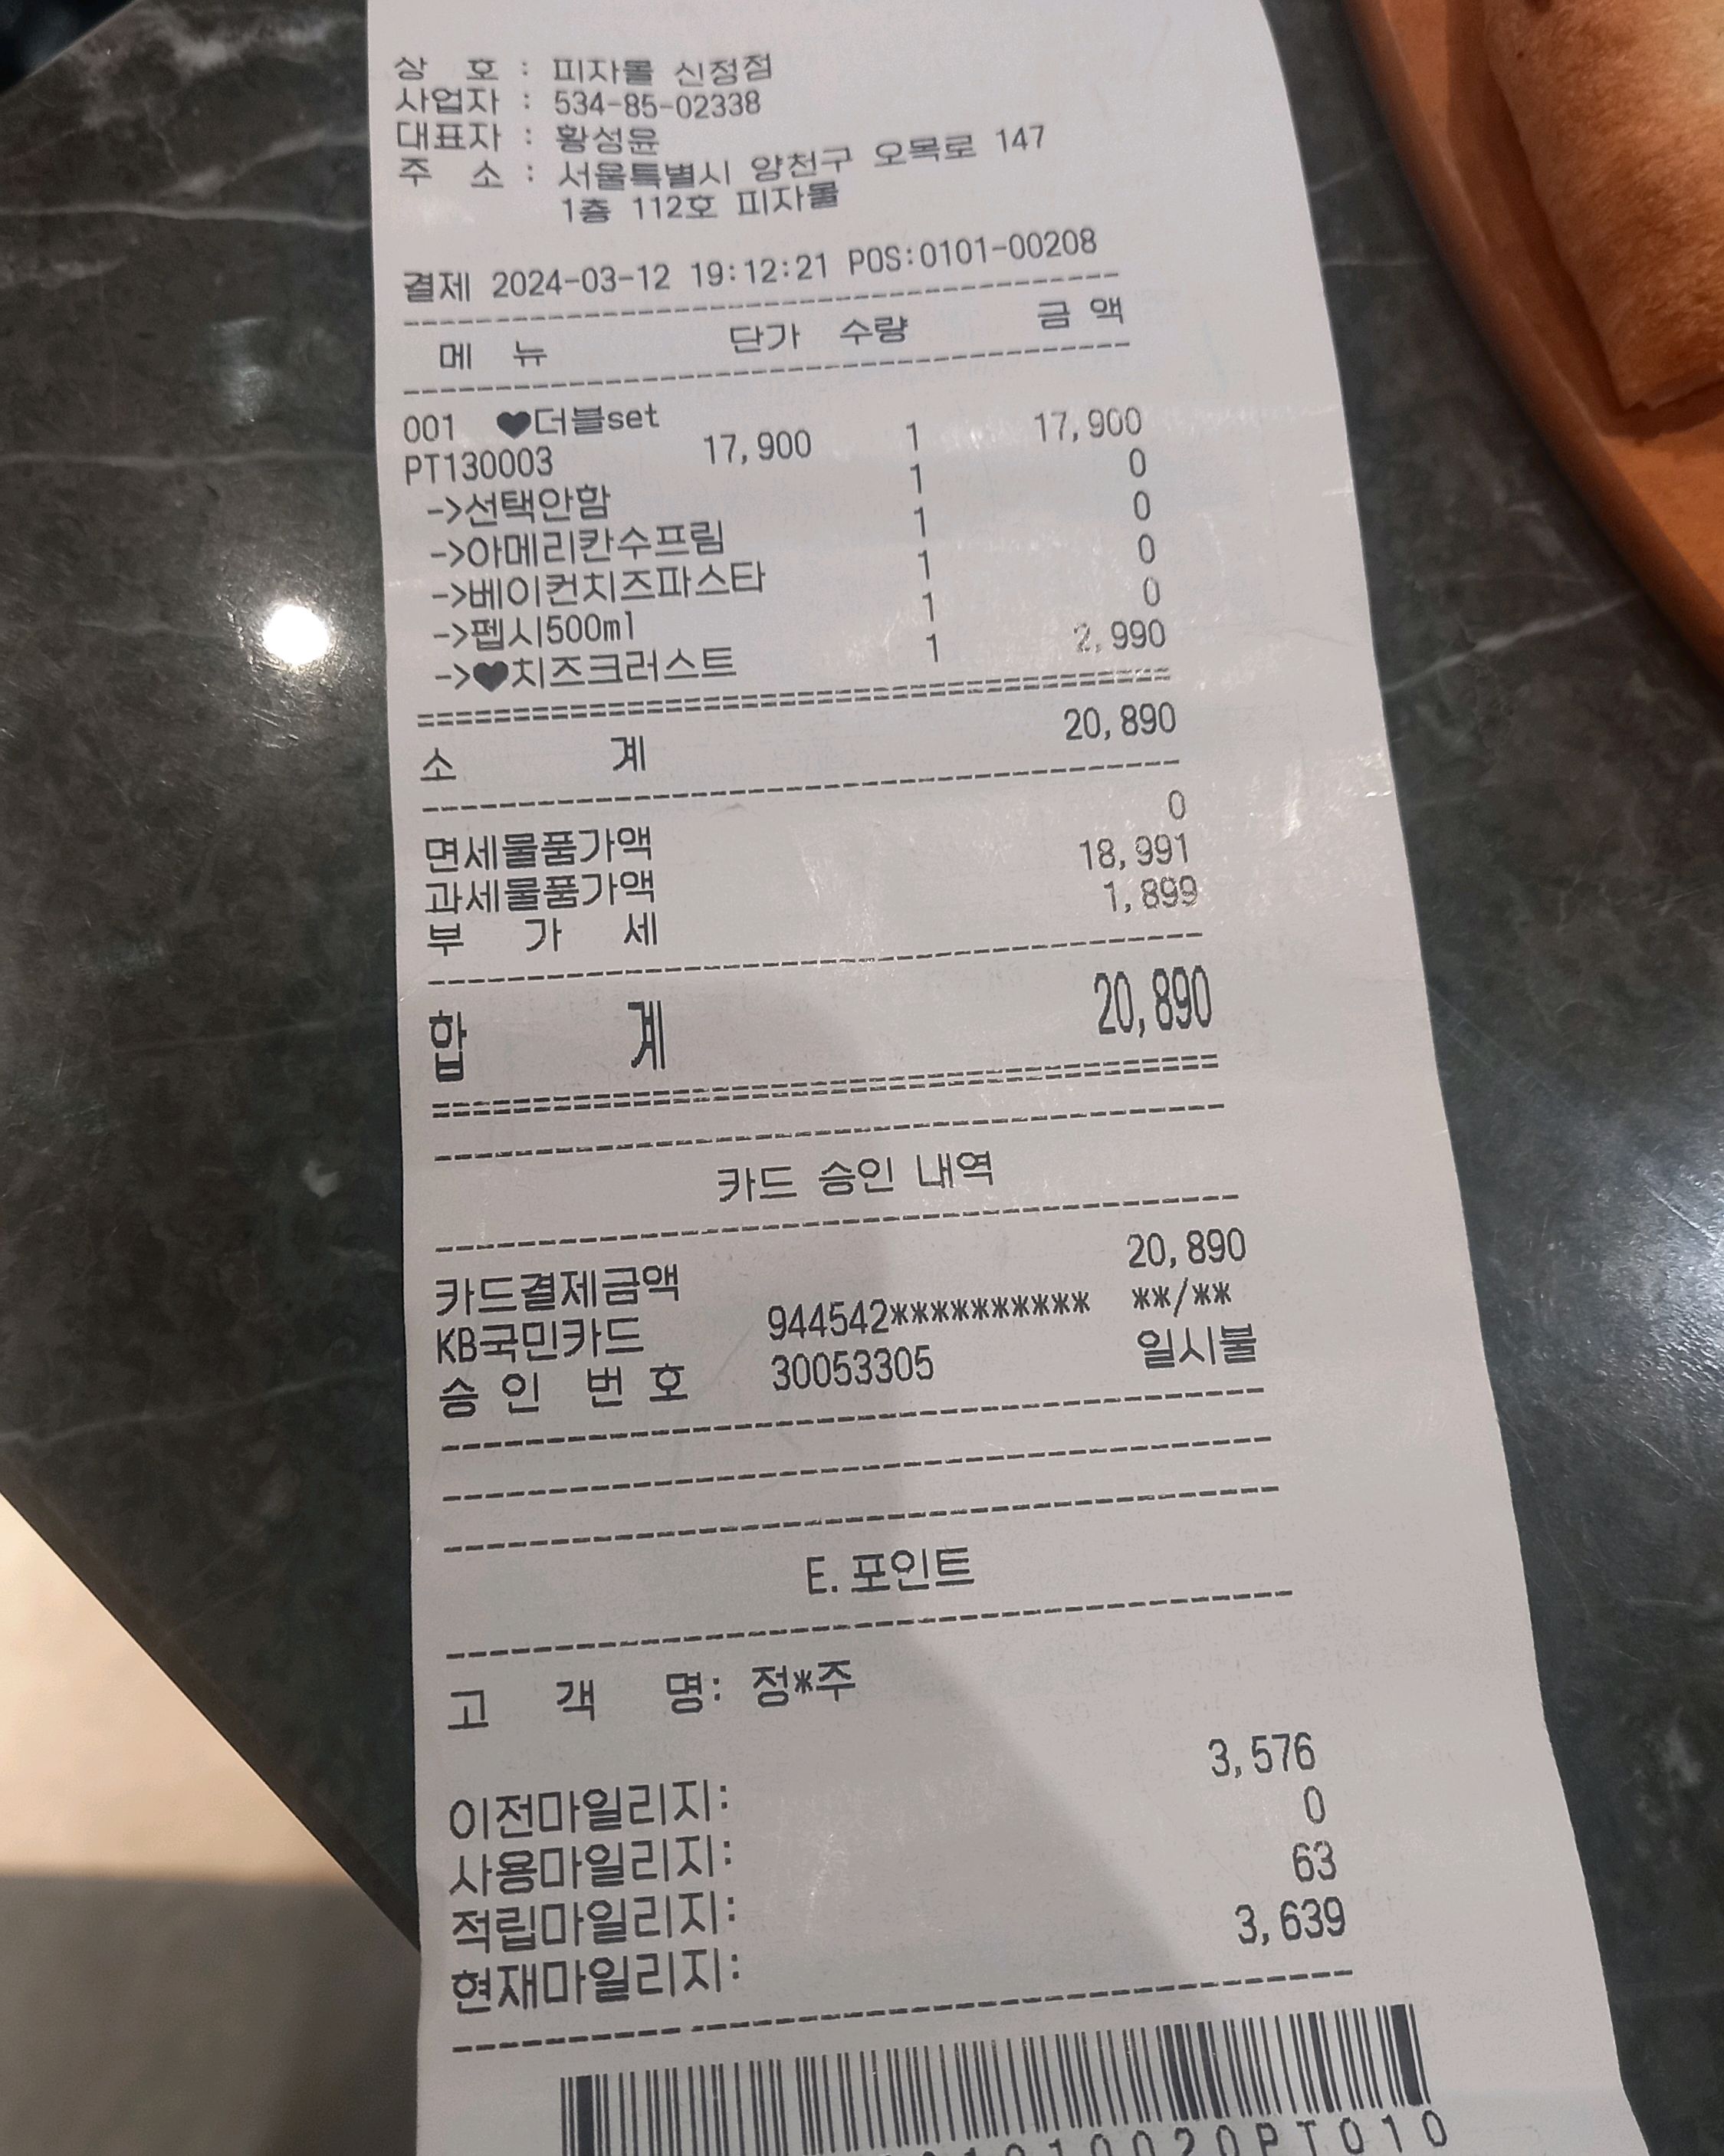 상 호 : 피자몰 신정점
사업자 : 534-85-02338
대표자 : 황성윤
주 소 : 서울특별시 양천구 오목로 147
1층 112호 피자몰
결제 2024-03-12 19:12:21 POS:0101-00208
메 뉴 단가 수량 금 액
001 ♥더블set
PT130003 17,900 1 17,900
->선택안함 1 0
->아메리칸수프림 1 0
->베이컨치즈파스타 1 0
->펩시500ml 1 0
->♥치즈크러스트 1 2,990
소 계 20,890
면세물품가액 0
과세물품가액 18,991
부 가 세 1,899
합 계 20,890
카드 승인 내역
카드결제금액 20,890
KB국민카드 944542********** **/**
승 인 번 호 30053305 일시불
E.포인트
고 객 명: 정*주
이전마일리지: 3,576
사용마일리지: 0
적립마일리지: 63
현재마일리지: 3,639